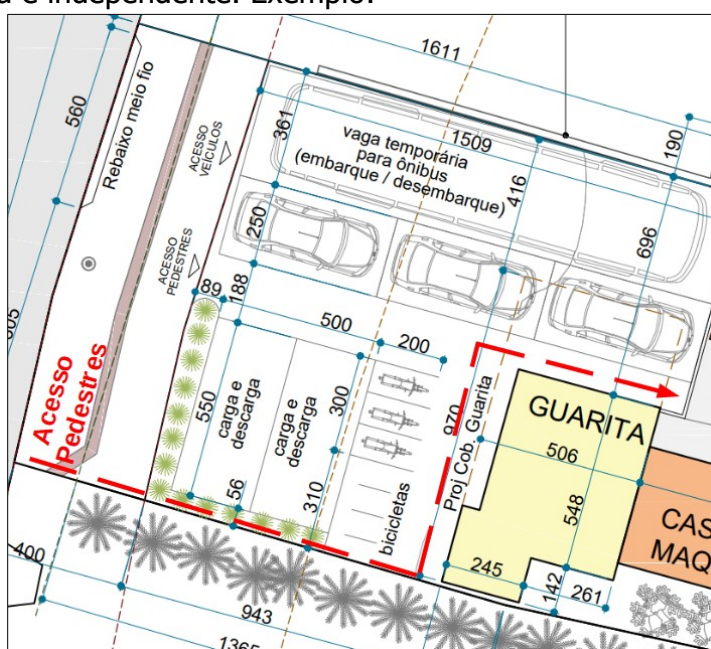 a e independente. Exemplo:
1611
560
Rebaixo meio fio
ACESSO
VEÍCULOS
361
vaga temporária
para ônibus
(embarque / desembarque)
1509
416
190
696
250
ACESSO
PEDESTRES
89
188
500
200
550
carga e
descarga
carga e
descarga
300
310
56
bicicletas
970
Proj Cob. Guarita
GUARITA
506
548
CAS
MAQ
245
142
261
Acesso
Pedestres
400
943
1365